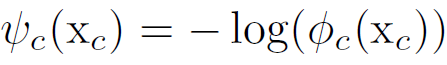 ψ_c(x_c) = − log(ϕ_c(x_c))